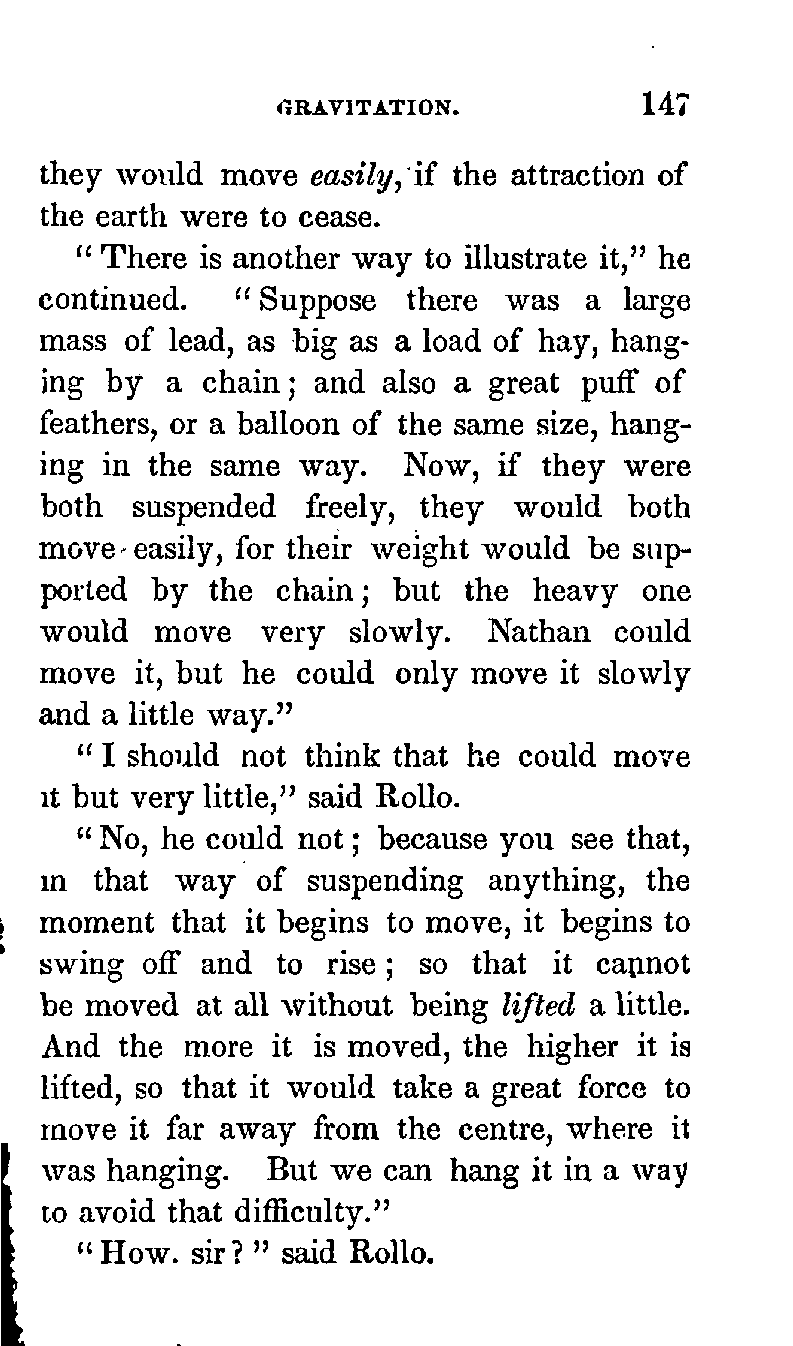 GRAVITATION. 147
they would move easily, if the attraction of
the earth were to cease.
“There is another way to illustrate it,” he
continued. “Suppose there was a large
mass of lead, as big as a load of hay, hang-
ing by a chain; and also a great puff of
feathers, or a balloon of the same size, hang-
ing in the same way. Now, if they were
both suspended freely, they would both
move easily, for their weight would be sup-
ported by the chain; but the heavy one
would move very slowly. Nathan could
move it, but he could only move it slowly
and a little way.”
“I should not think that he could move
it but very little,” said Rollo.
“No, he could not; because you see that,
in that way of suspending anything, the
moment that it begins to move, it begins to
swing off and to rise; so that it cannot
be moved at all without being lifted a little.
And the more it is moved, the higher it is
lifted, so that it would take a great force to
move it far away from the centre, where it
was hanging. But we can hang it in a way
to avoid that difficulty.”
“How. sir?” said Rollo.